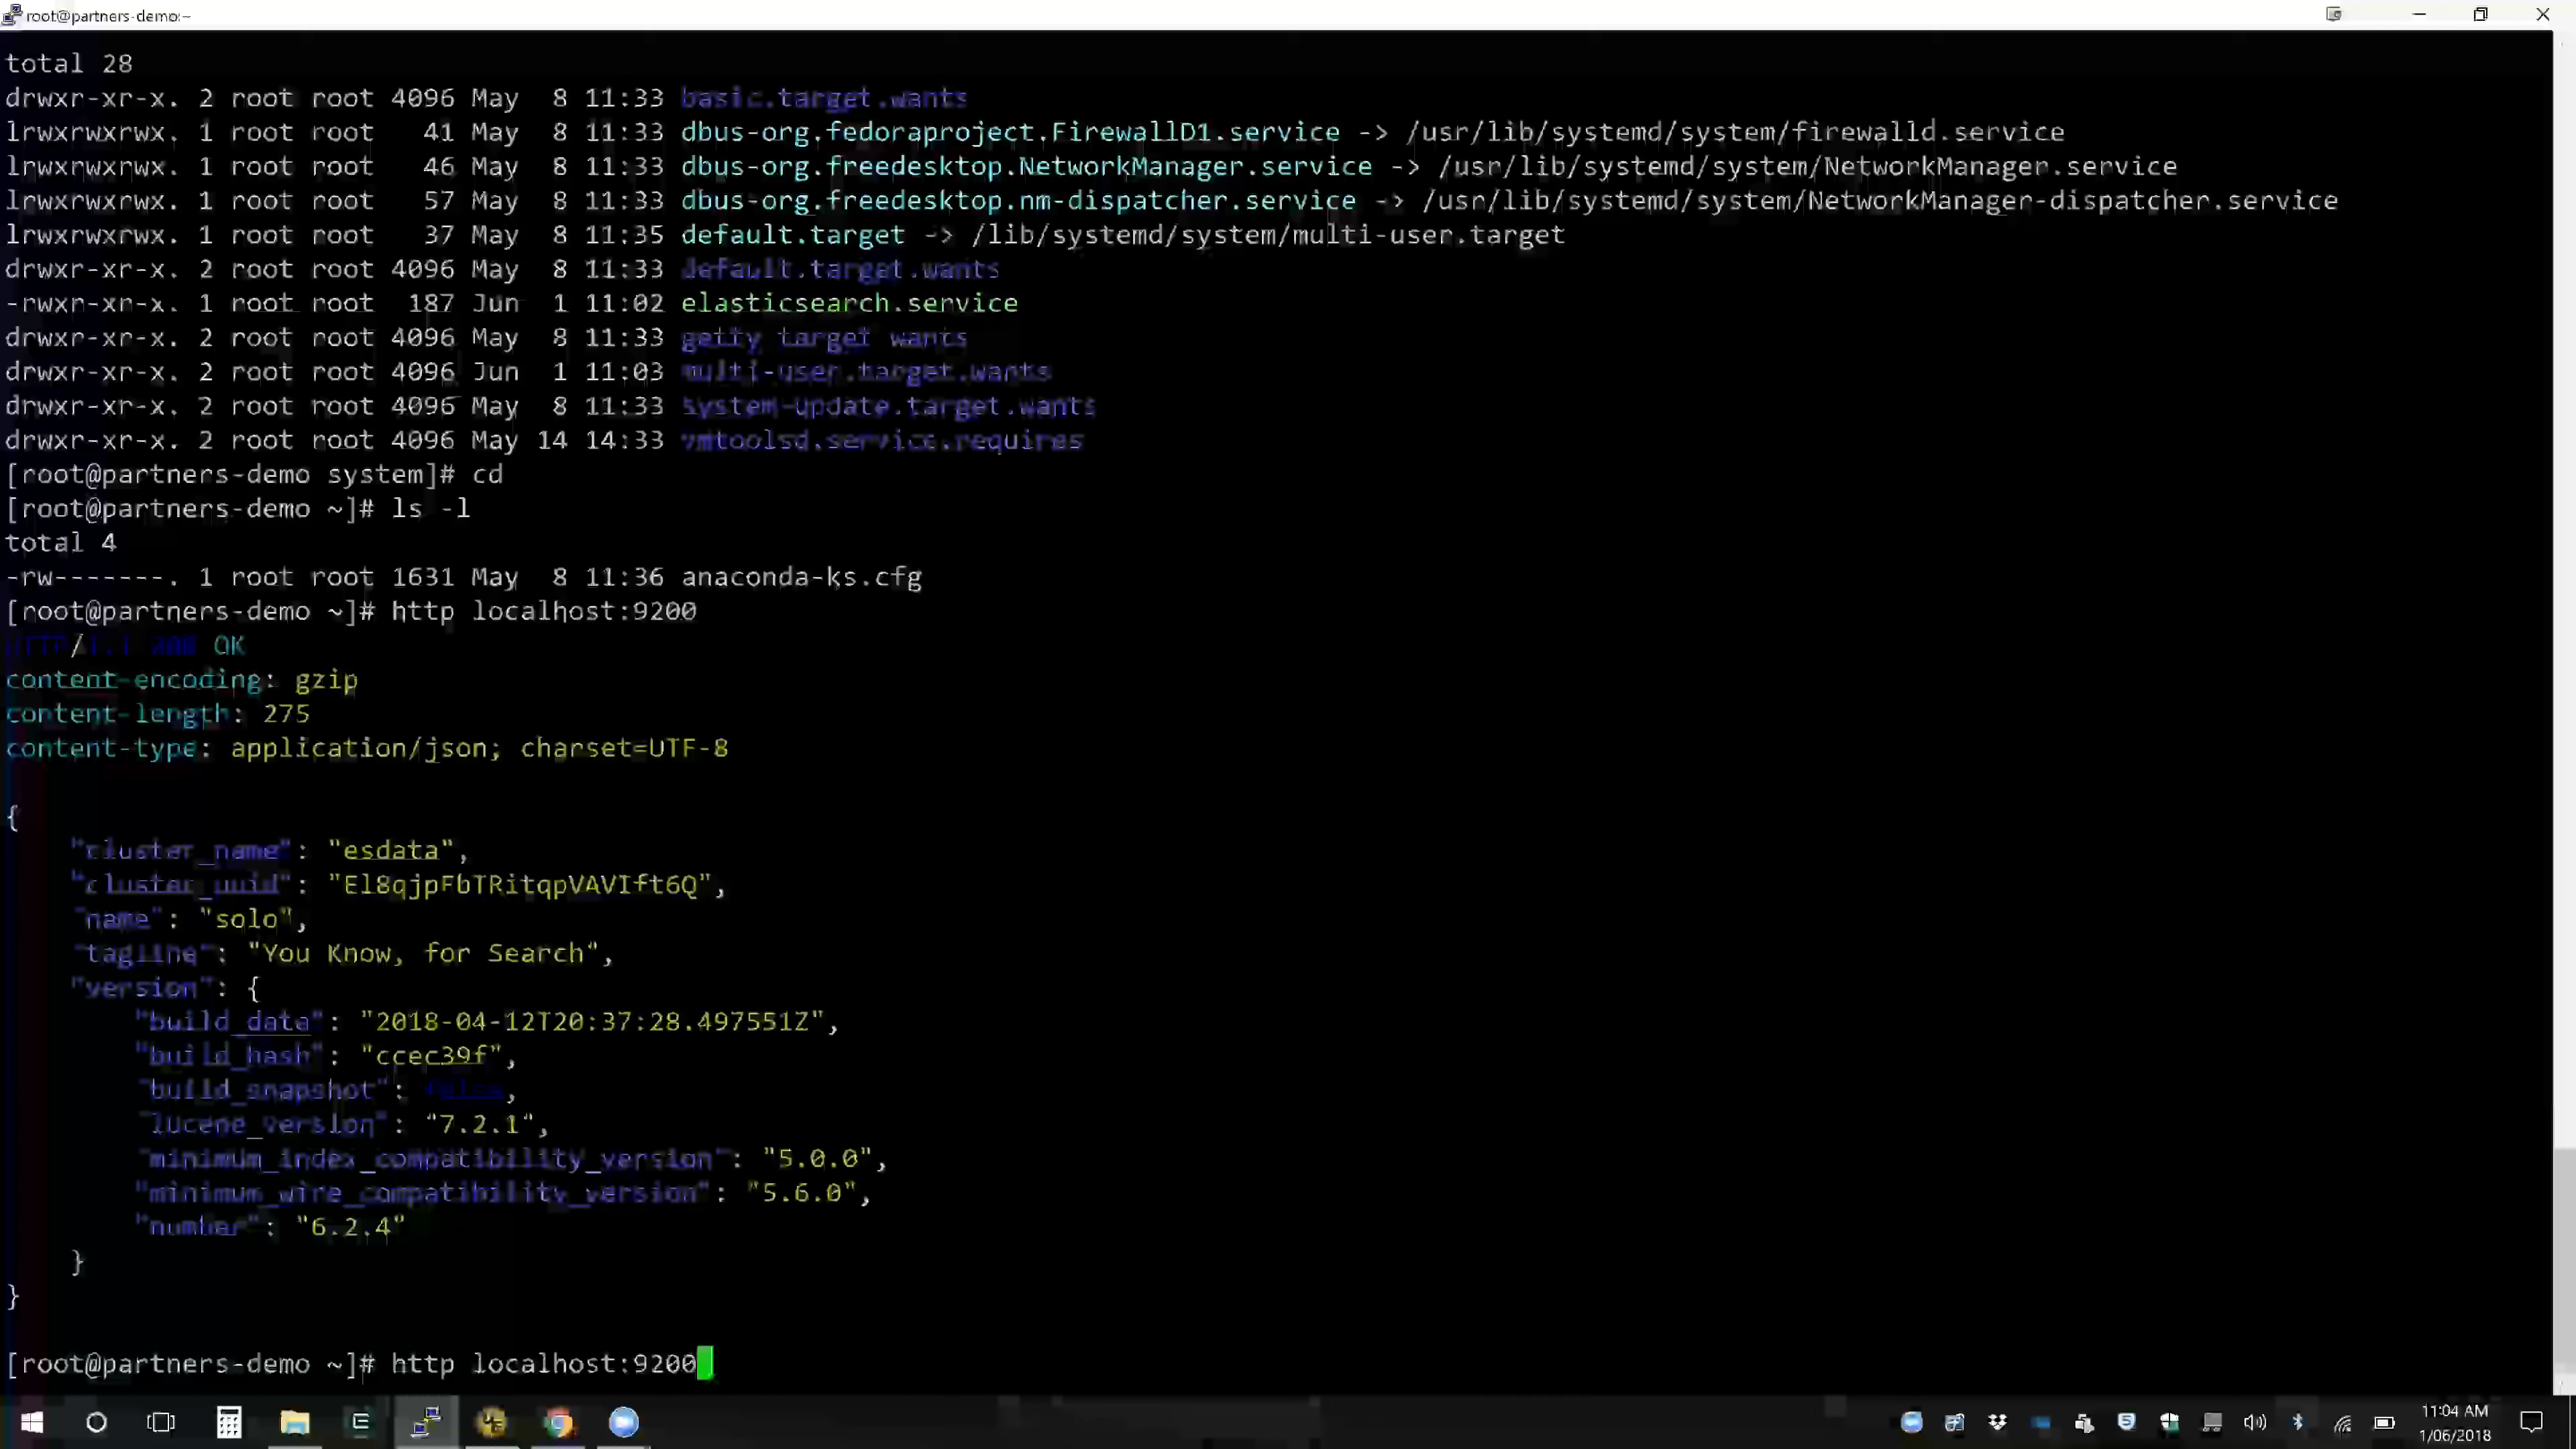 root@partners-demo:~
total 28
drwxr-xr-x. 2 root root 4096 May  8 11:33 basic.target.wants
lrwxrwxrwx. 1 root root   41 May  8 11:33 dbus-org.fedoraproject.FirewallD1.service -> /usr/lib/systemd/system/firewalld.service
lrwxrwxrwx. 1 root root   46 May  8 11:33 dbus-org.freedesktop.NetworkManager.service -> /usr/lib/systemd/system/NetworkManager.service
lrwxrwxrwx. 1 root root   57 May  8 11:33 dbus-org.freedesktop.nm-dispatcher.service -> /usr/lib/systemd/system/NetworkManager-dispatcher.service
lrwxrwxrwx. 1 root root   37 May  8 11:35 default.target -> /lib/systemd/system/multi-user.target
drwxr-xr-x. 2 root root 4096 May  8 11:33 default.target.wants
-rwxr-xr-x. 1 root root  187 Jun  1 11:02 elasticsearch.service
drwxr-xr-x. 2 root root 4096 May  8 11:33 getty target wants
drwxr-xr-x. 2 root root 4096 Jun  1 11:03 multi-user.target.wants
drwxr-xr-x. 2 root root 4096 May  8 11:33 system-update.target.wants
drwxr-xr-x. 2 root root 4096 May 14 14:33 vmtoolsd.service.requires
[root@partners-demo system]# cd
[root@partners-demo ~]# ls -l
total 4
-rw-------. 1 root root 1631 May  8 11:36 anaconda-ks.cfg
[root@partners-demo ~]# http localhost:9200
OK
content-encoding: gzip
content-length: 275
content-type: application/json; charset=UTF-8
{
"cluster_name": "esdata",
"cluster_uuid": "El8qjpFbTRitqpVAVIft6Q",
"name": "solo",
"tagline": "You Know, for Search",
"version": {
"build_date": "2018-04-12T20:37:28.497551Z",
"build_hash": "ccec39f",
"build_snapshot": false,
"lucene_version": "7.2.1",
"minimum_index_compatibility_version": "5.0.0",
"minimum_wire_compatibility_version": "5.6.0",
"number": "6.2.4"
}
}
[root@partners-demo ~]# http localhost:9200
11:04 AM
1/06/2018